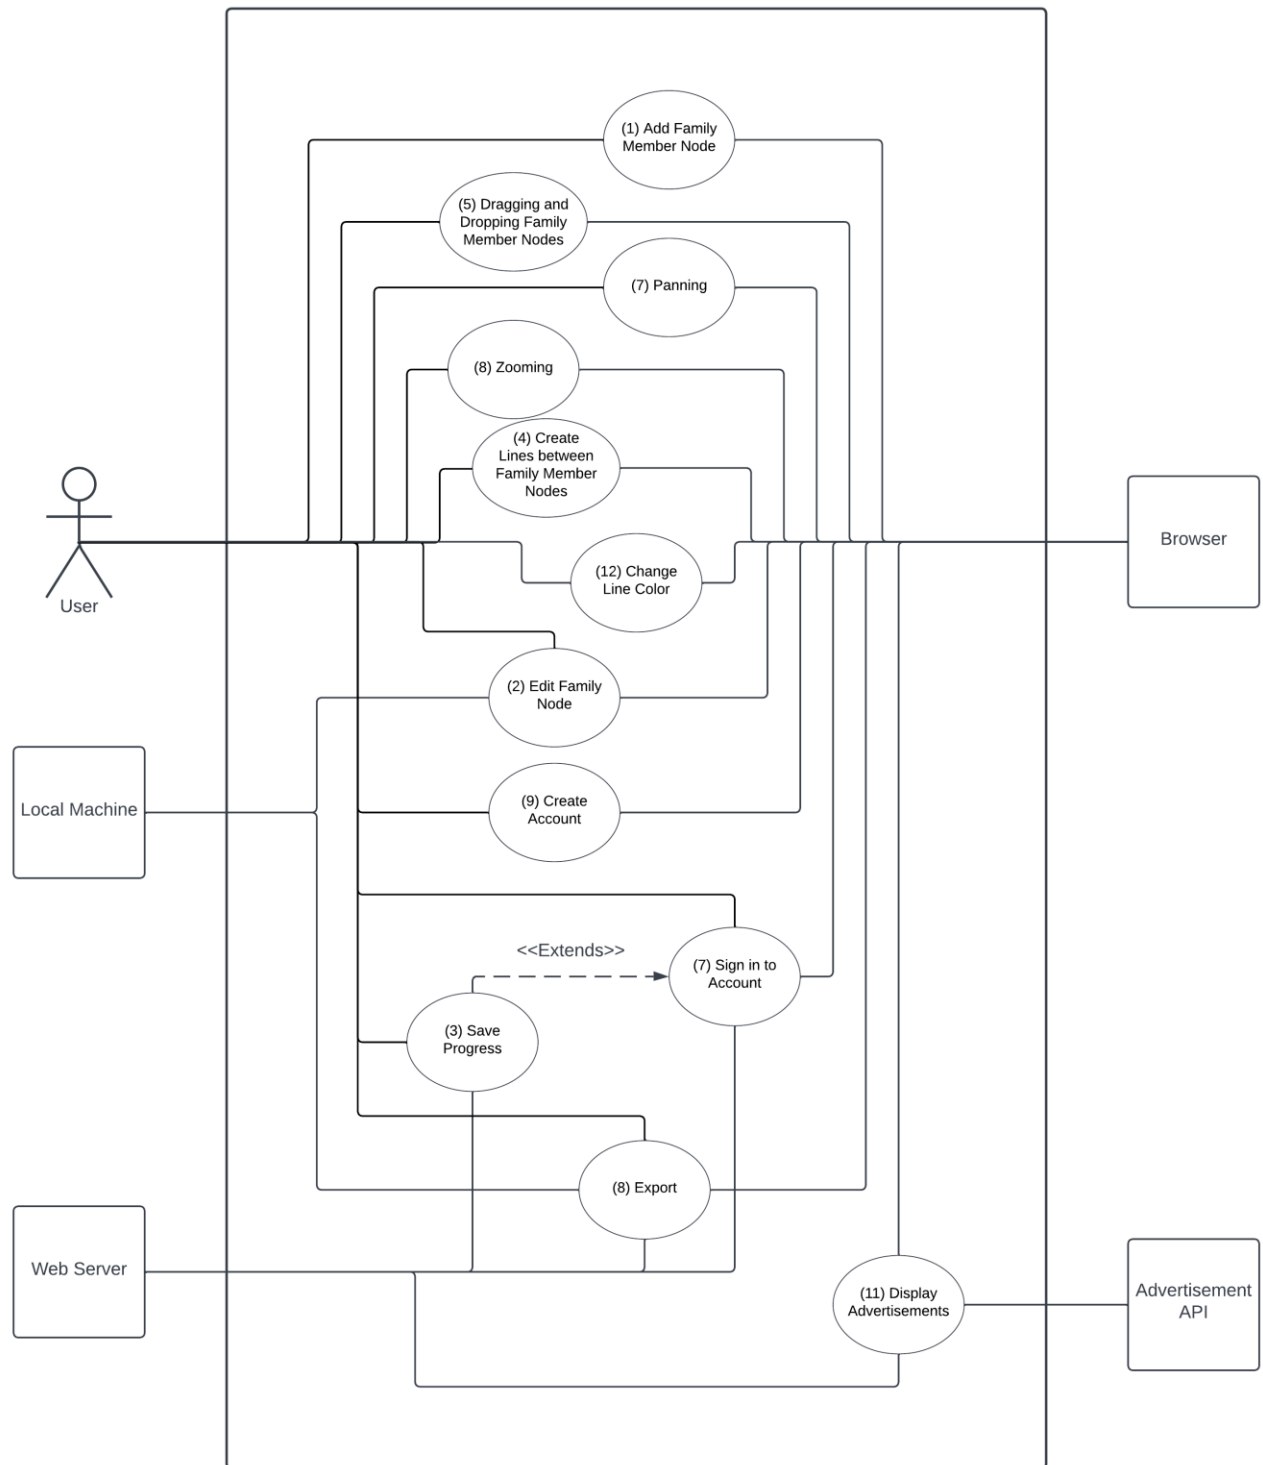 (1) Add Family
Member Node
(5) Dragging and
Dropping Family
Member Nodes
(7) Panning
(8) Zooming
(4) Create
Lines between
Family Member
Nodes
(12) Change
Line Color
User
Browser
(2) Edit Family
Node
Local Machine
(9) Create
Account
<<Extends>>
(7) Sign in to
Account
(3) Save
Progress
(8) Export
Web Server
(11) Display
Advertisements
Advertisement
API